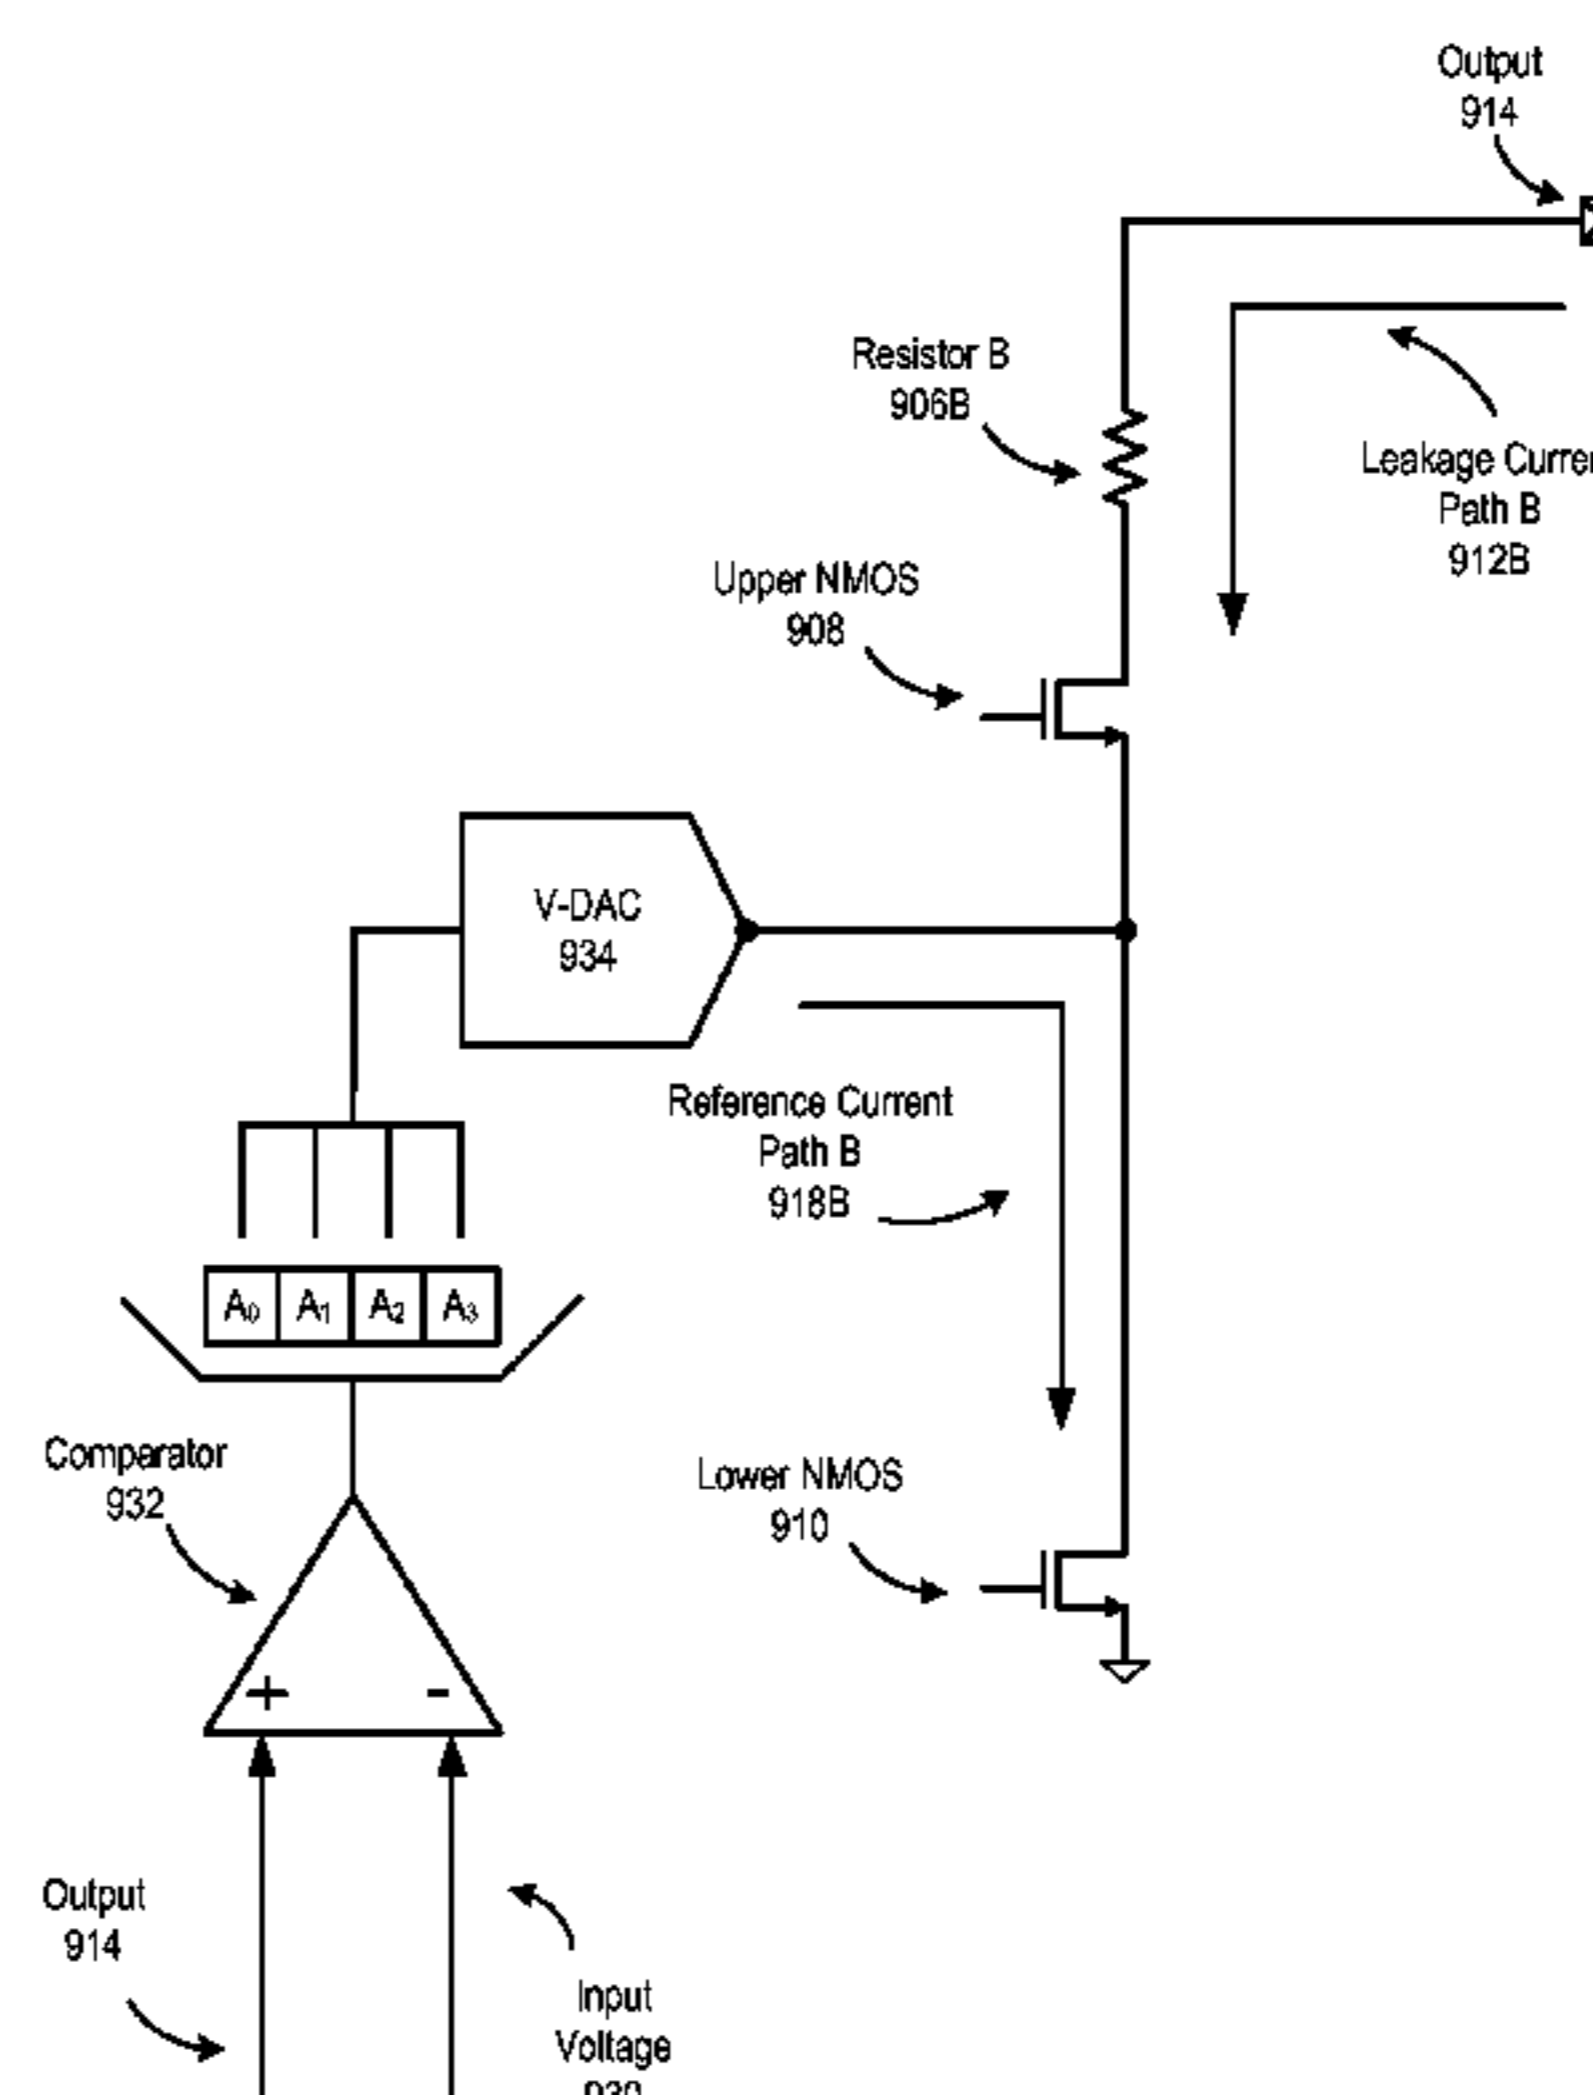 Output
914
Resistor B
906B
Leakage
Path B
912B
Upper NMOS
908
V-DAC
934
Reference Current
Path B
918B
A0 A1 A2 A3
Comparator
932
Lower NMOS
910
+ -
Output
914
Input
Voltage